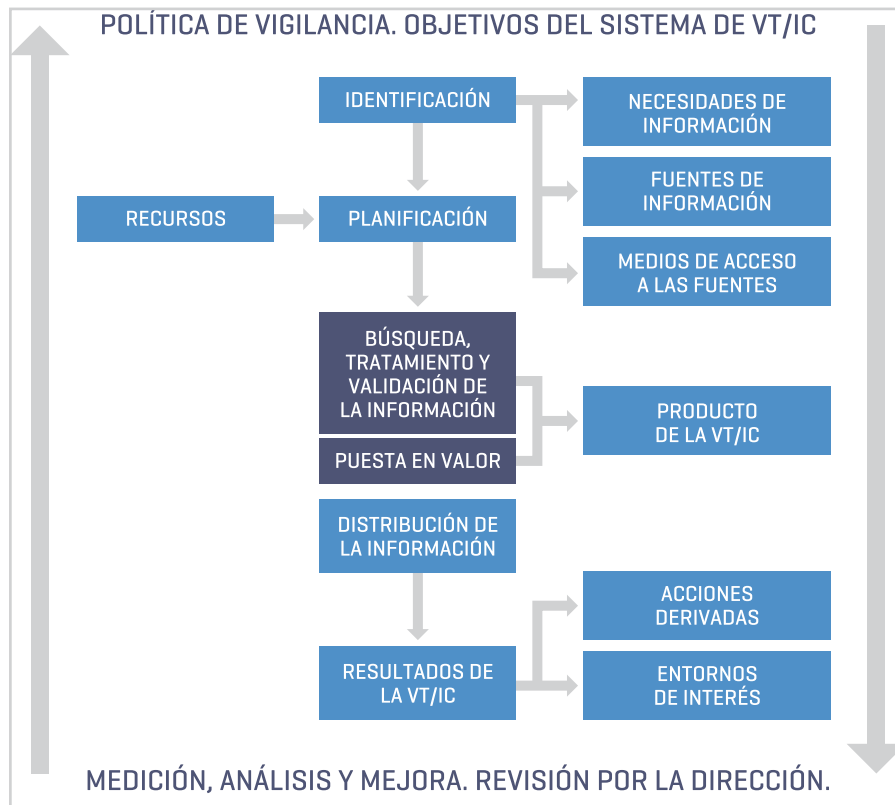 POLÍTICA DE VIGILANCIA. OBJETIVOS DEL SISTEMA DE VT/IC
IDENTIFICACIÓN
NECESIDADES DE
INFORMACIÓN
FUENTES DE
INFORMACIÓN
RECURSOS
PLANIFICACIÓN
MEDIOS DE ACCESO
A LAS FUENTES
BÚSQUEDA,
TRATAMIENTO Y
VALIDACIÓN DE
LA INFORMACIÓN
PRODUCTO
DE LA VT/IC
PUESTA EN VALOR
DISTRIBUCIÓN DE
LA INFORMACIÓN
ACCIONES
DERIVADAS
RESULTADOS DE
LA VT/IC
ENTORNOS
DE INTERÉS
MEDICIÓN, ANÁLISIS Y MEJORA. REVISIÓN POR LA DIRECCIÓN.